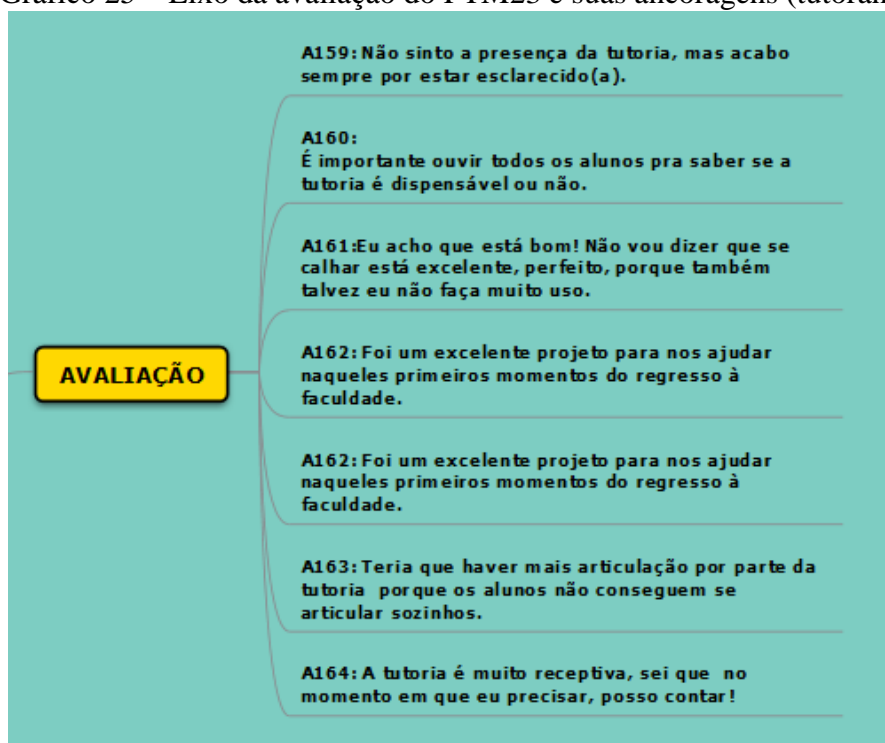 Gráfico 25 – Eixo da avaliação do PTM23 e suas ancoragens (tutoran
A159: Não sinto a presença da tutoria, mas acabo
sempre por estar esclarecido(a).
A160:
É importante ouvir todos os alunos pra saber se a
tutoria é dispensável ou não.
A161:Eu acho que está bom! Não vou dizer que se
calhar está excelente, perfeito, porque também
talvez eu não faça muito uso.
AVALIAÇÃO
A162: Foi um excelente projeto para nos ajudar
naqueles primeiros momentos do regresso à
faculdade.
A162: Foi um excelente projeto para nos ajudar
naqueles primeiros momentos do regresso à
faculdade.
A163: Teria que haver mais articulação por parte da
tutoria porque os alunos não conseguem se
articular sozinhos.
A164: A tutoria é muito receptiva, sei que no
momento em que eu precisar, posso contar!